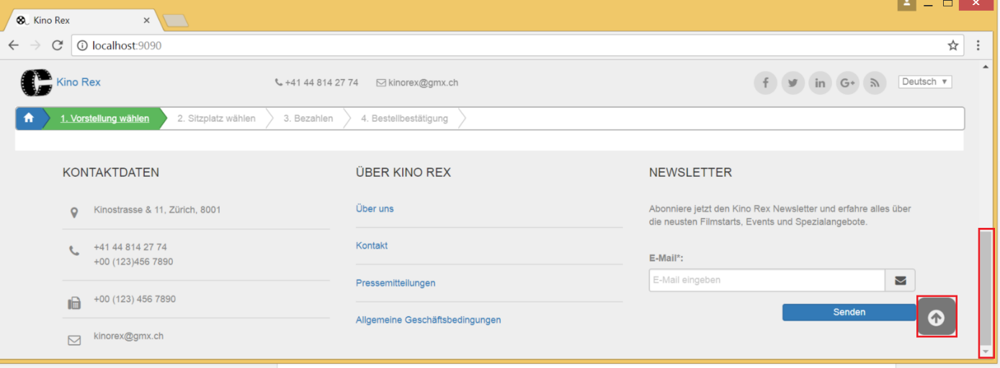 Kino Rex
localhost:9090
Kino Rex
+41 44 814 27 74
kinorex@gmx.ch
f
in
G+
Deutsch
1. Vorstellung wählen
2. Sitzplatz wählen
3. Bezahlen
4. Bestellbestätigung
KONTAKTDATEN
Kinostrasse & 11, Zürich, 8001
+41 44 814 27 74
+00 (123)456 7890
+00 (123) 456 7890
kinorex@gmx.ch
ÜBER KINO REX
Über uns
Kontakt
Pressemitteilungen
Allgemeine Geschäftsbedingungen
NEWSLETTER
Abonniere jetzt den Kino Rex Newsletter und erfahre alles über
die neusten Filmstarts, Events und Spezialangebote.
E-Mail*:
E-Mail eingeben
Senden